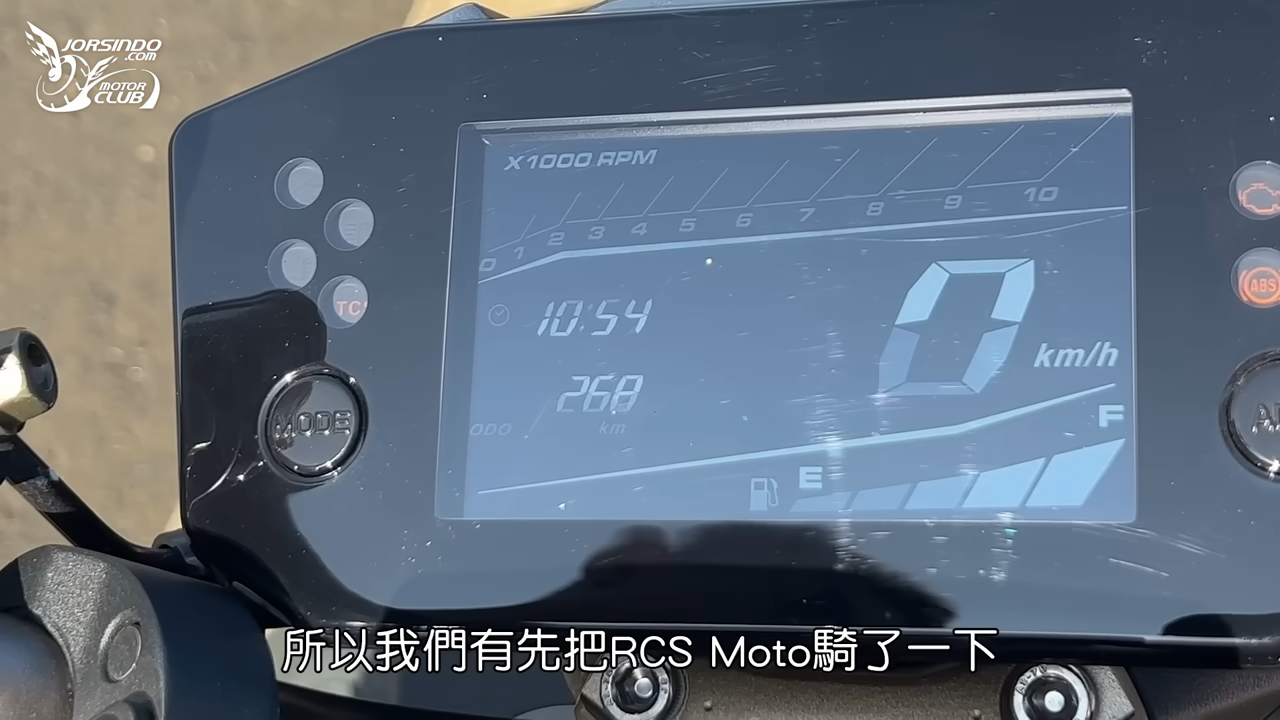 JORSINDO
.com
MOTOR
CLUB
X1000 RPM
0 1 2 3 4 5 6 7 8 9 10
TC
10:54
0
km/h
ABS
MODE
268
ODO km
F
E
所以我們有先把RCS Moto騎了一下